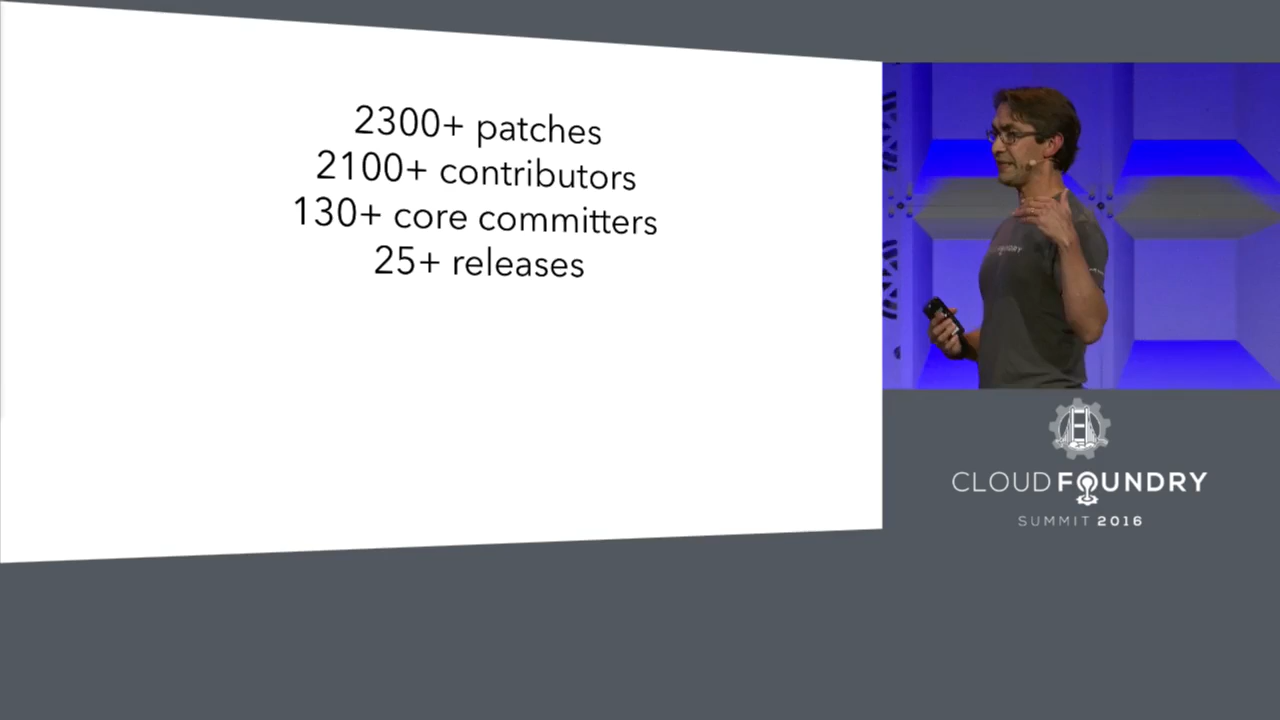 2300+ patches
2100+ contributors
130+ core committers
25+ releases
CLOUD FOUNDRY
SUMMIT 2016